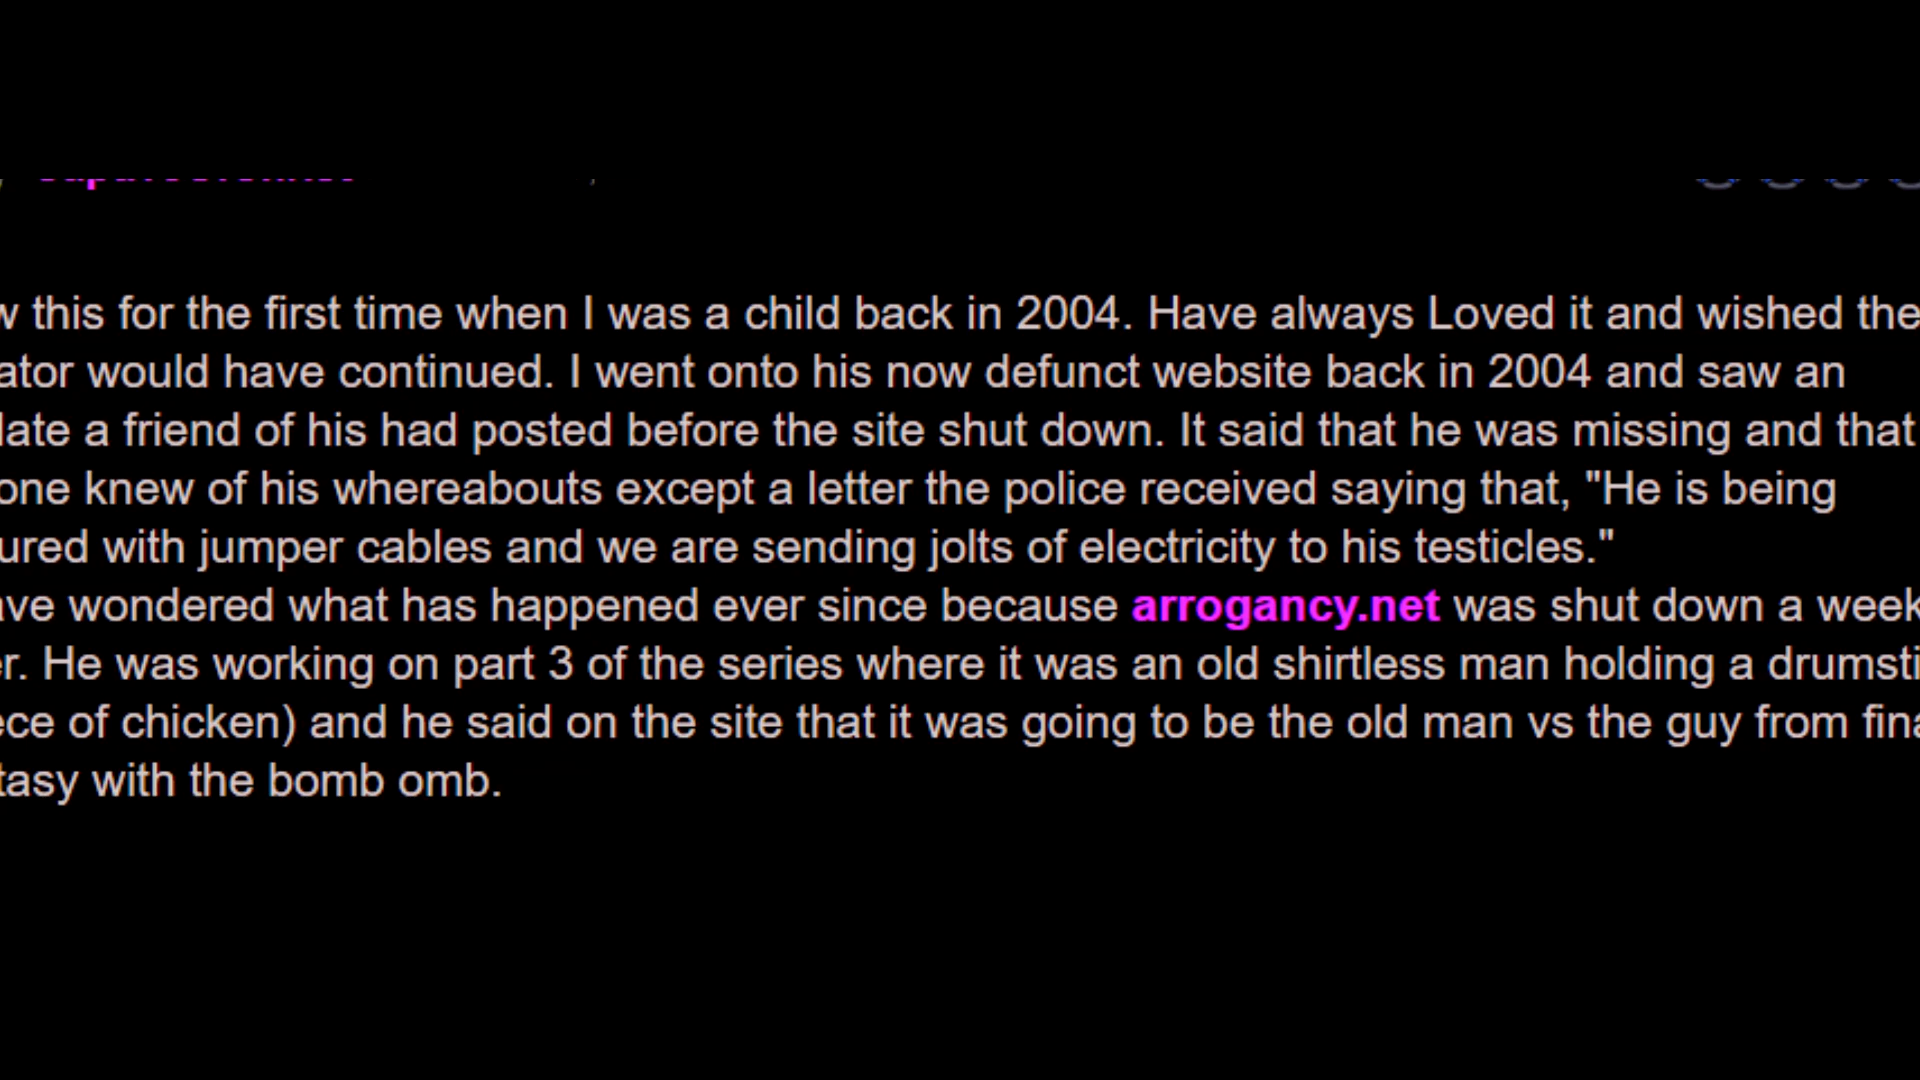 w this for the first time when I was a child back in 2004. Have always Loved it and wished the
ator would have continued. I went onto his now defunct website back in 2004 and saw an
late a friend of his had posted before the site shut down. It said that he was missing and that
one knew of his whereabouts except a letter the police received saying that, "He is being
ured with jumper cables and we are sending jolts of electricity to his testicles."
ave wondered what has happened ever since because arrogancy.net was shut down a week
er. He was working on part 3 of the series where it was an old shirtless man holding a drumsti
ece of chicken) and he said on the site that it was going to be the old man vs the guy from fina
tasy with the bomb omb.